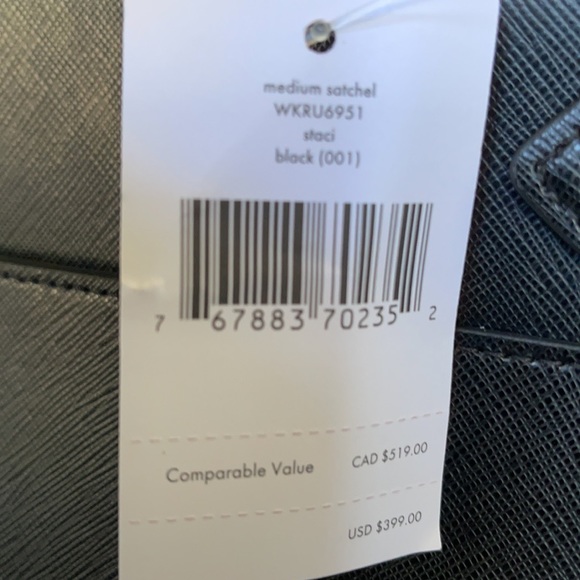 medium satchel
WKRU6951
staci
black (001)
7 67883 70235 2
Comparable Value CAD $519.00
USD $399.00